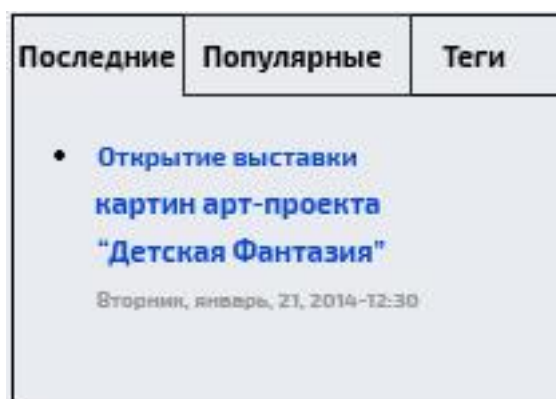 Последние Популярные Теги
Открытие выставки
картин арт-проекта
“Детская Фантазия”
Вторник, январь, 21, 2014-12:30